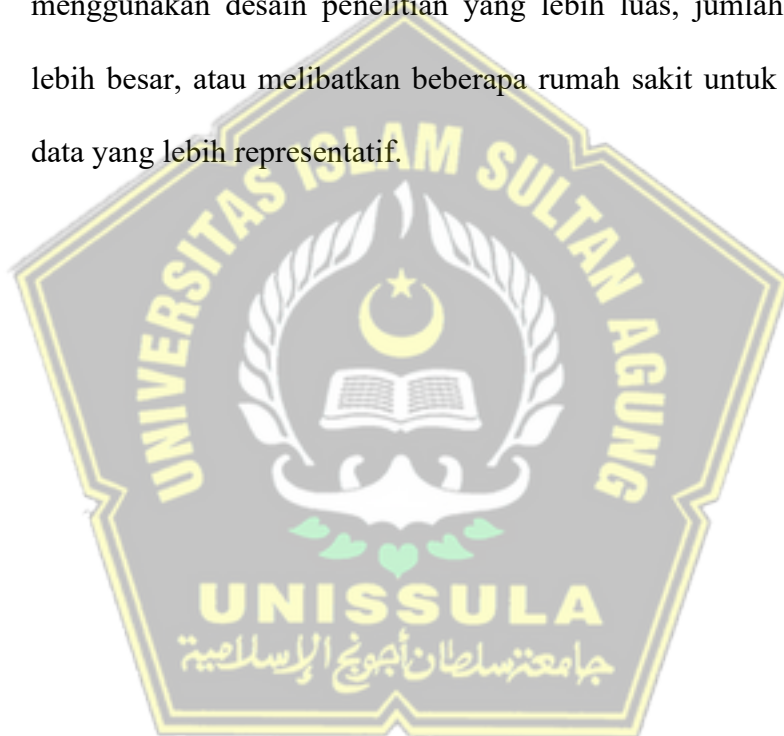 menggunakan desain penelitian yang lebih luas, jumlah
lebih besar, atau melibatkan beberapa rumah sakit untuk
data yang lebih representatif.
UNIVERSITAS ISLAM SULTAN AGUNG
UNISSULA
جامعة سلطان أجونج الإسلامية